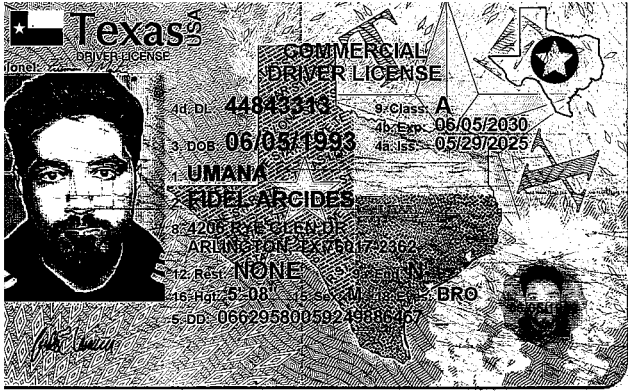 Texas USA
DRIVER LICENSE
COMMERCIAL
DRIVER LICENSE
4d. DL: 44843313 9. Class: A
4b. Exp: 06/05/2030
3. DOB: 06/05/1993 4a. Iss: 05/29/2025
1. UMANA
2. FIDEL ARCIDES
8. 4206 RYE GLEN DR
ARLINGTON TX 76017-2362
12. Rest: NONE 9a. End: N
16. Hgt: 5'-08" 15. Sex: M 18. Eyes: BRO
5. DD: 06629580059249886467